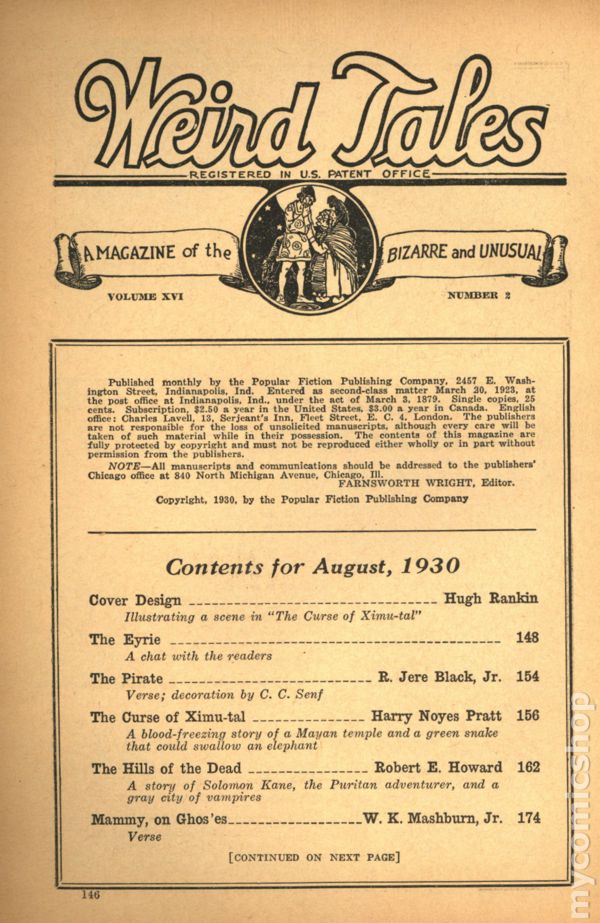 Weird Tales
REGISTERED IN U.S. PATENT OFFICE
A MAGAZINE of the BIZARRE and UNUSUAL
VOLUME XVI NUMBER 2
Published monthly by the Popular Fiction Publishing Company, 2457 E. Wash-
ington Street, Indianapolis, Ind. Entered as second-class matter March 20, 1923, at
the post office at Indianapolis, Ind., under the act of March 3, 1879. Single copies, 25
cents. Subscription, $2.50 a year in the United States, $3.00 a year in Canada. English
office: Charles Lavell, 13, Serjeant's Inn, Fleet Street, E. C. 4, London. The publishers
are not responsible for the loss of unsolicited manuscripts, although every care will be
taken of such material while in their possession. The contents of this magazine are
fully protected by copyright and must not be reproduced either wholly or in part without
permission from the publishers.
NOTE—All manuscripts and communications should be addressed to the publishers'
Chicago office at 840 North Michigan Avenue, Chicago, Ill.
FARNSWORTH WRIGHT, Editor.
Copyright, 1930, by the Popular Fiction Publishing Company
Contents for August, 1930
Cover Design Hugh Rankin
Illustrating a scene in "The Curse of Ximu-tal"
The Eyrie 148
A chat with the readers
The Pirate R. Jere Black, Jr. 154
Verse; decoration by C. C. Senf
The Curse of Ximu-tal Harry Noyes Pratt 156
A blood-freezing story of a Mayan temple and a green snake
that could swallow an elephant
The Hills of the Dead Robert E. Howard 162
A story of Solomon Kane, the Puritan adventurer, and a
gray city of vampires
Mammy, on Ghos'es W. K. Mashburn, Jr. 174
Verse
[CONTINUED ON NEXT PAGE]
146
mycomicshop